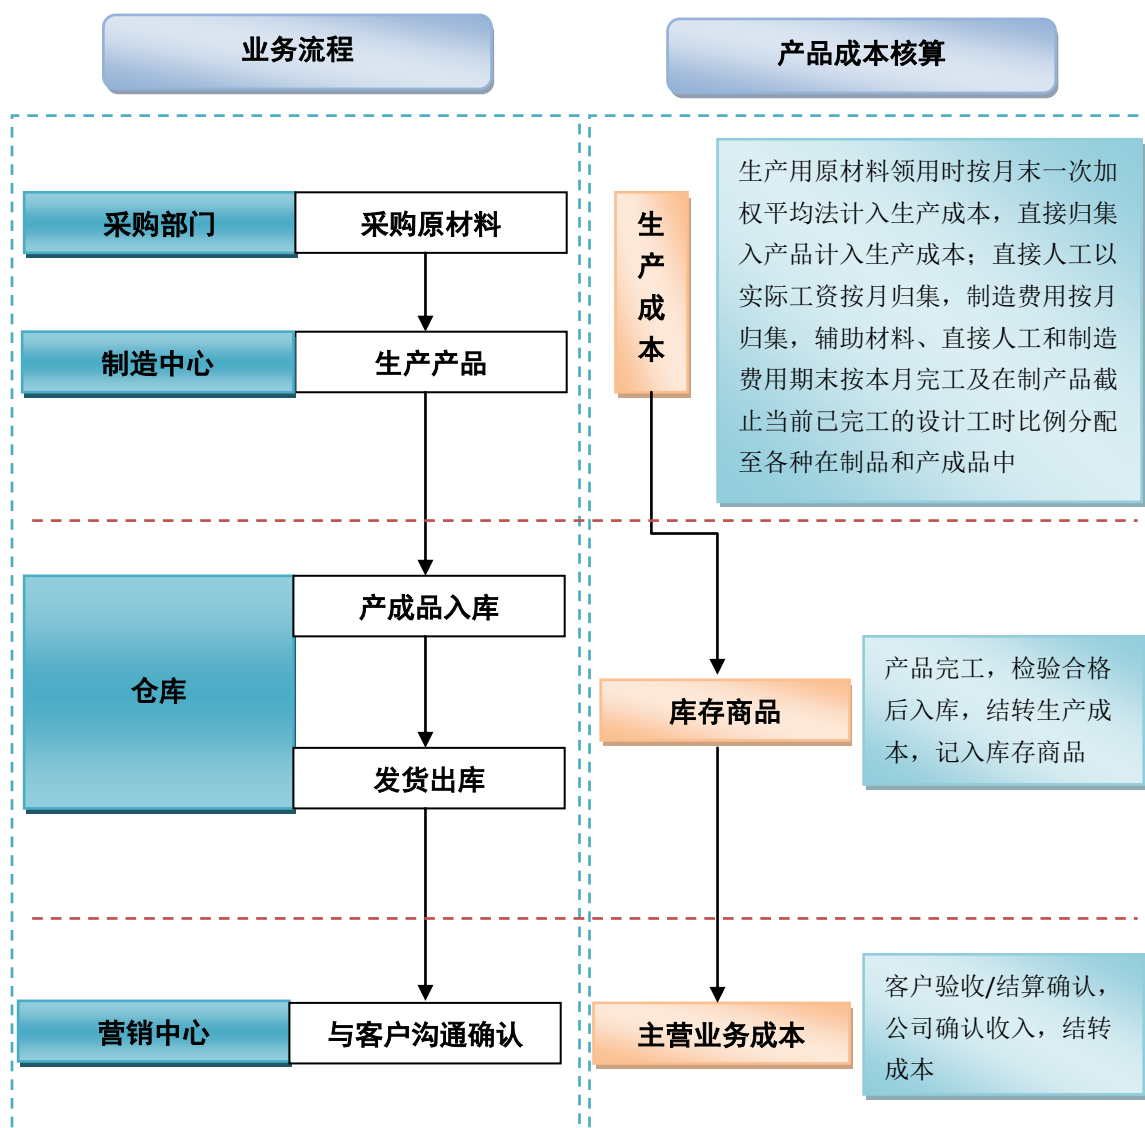 业务流程
产品成本核算
采购部门
采购原材料
制造中心
生产产品
生
产
成
本
生产用原材料领用时按月末一次加
权平均法计入生产成本，直接归集
入产品计入生产成本；直接人工以
实际工资按月归集，制造费用按月
归集，辅助材料、直接人工和制造
费用期末按本月完工及在制产品截
止当前已完工的设计工时比例分配
至各种在制品和产成品中
仓库
产成品入库
发货出库
库存商品
产品完工，检验合格
后入库，结转生产成
本，记入库存商品
营销中心
与客户沟通确认
主营业务成本
客户验收/结算确认，
公司确认收入，结转
成本